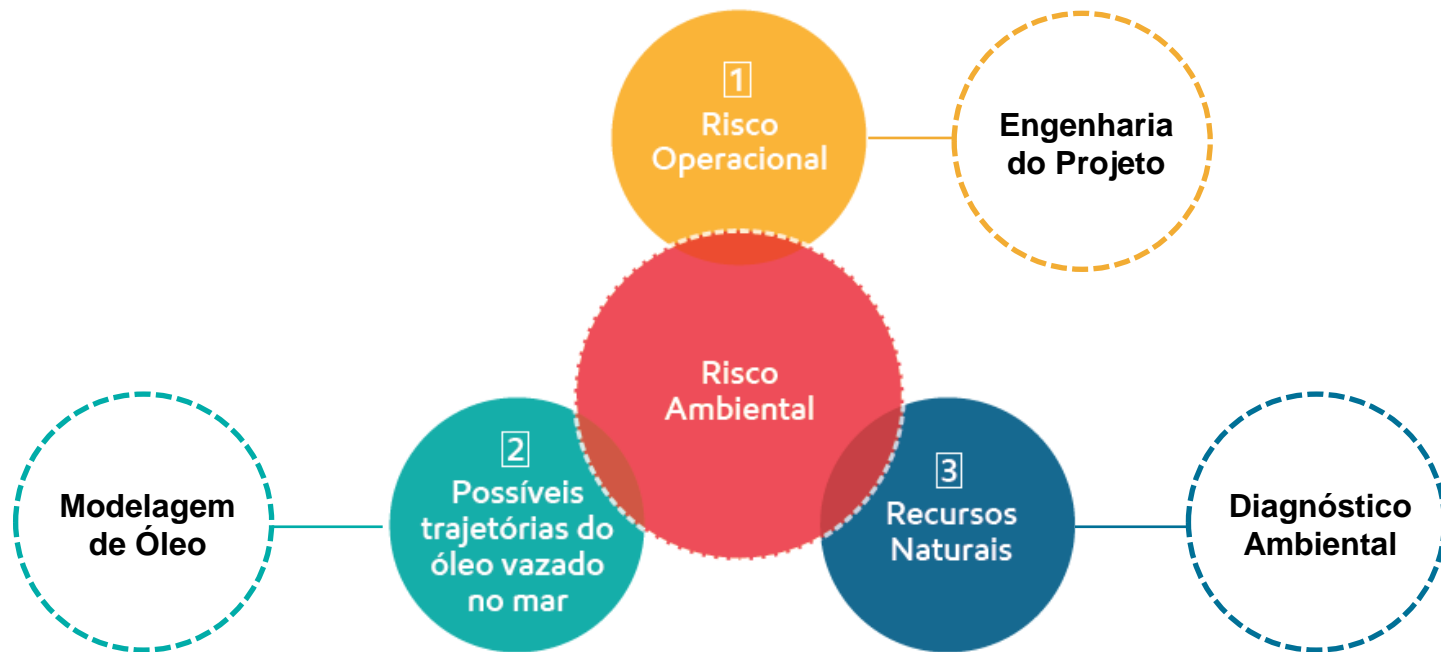 1
Risco
Operacional
Engenharia
do Projeto
Risco
Ambiental
Modelagem
de Óleo
2
Possíveis
trajetórias do
óleo vazado
no mar
3
Recursos
Naturais
Diagnóstico
Ambiental